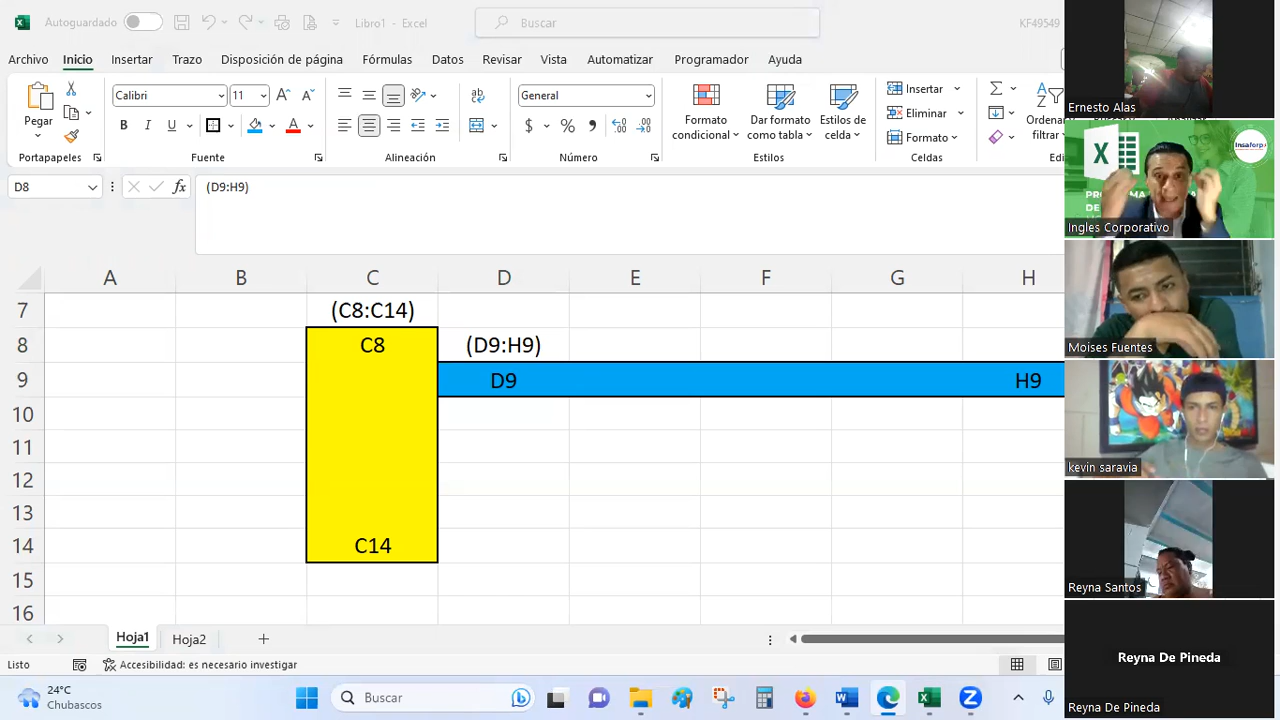 Autoguardado
Libro1 - Excel
Buscar
KF49549
Archivo Inicio Insertar Trazo Disposición de página Fórmulas Datos Revisar Vista Automatizar Programador Ayuda
Pegar
Calibri 11
N K S
General
$ % 
Formato condicional
Dar formato como tabla
Estilos de celda
Insertar
Eliminar
Formato
Portapapeles Fuente Alineación Número Estilos Celdas
D8
fx
(D9:H9)
A B C D E F G H
7 (C8:C14)
8 C8 (D9:H9)
9 D9 H9
10
11
12
13
14 C14
15
16
Hoja1 Hoja2
Listo
Accesibilidad: es necesario investigar
24°C
Chubascos
Buscar
Ernesto Alas
Insaforp
Ingles Corporativo
Moises Fuentes
kevin saravia
Reyna Santos
Reyna De Pineda
Reyna De Pineda